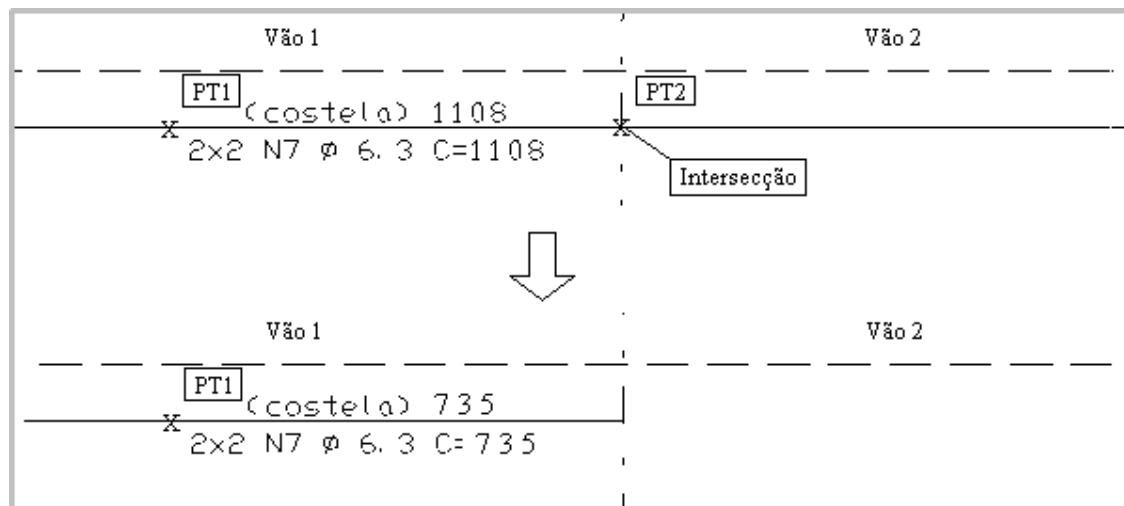 Vão 1 Vão 2
PT1 PT2
(costela) 1108
X X
2x2 N7 ø 6.3 C=1108
Intersecção
Vão 1 Vão 2
PT1
(costela) 735
X
2x2 N7 ø 6.3 C=735